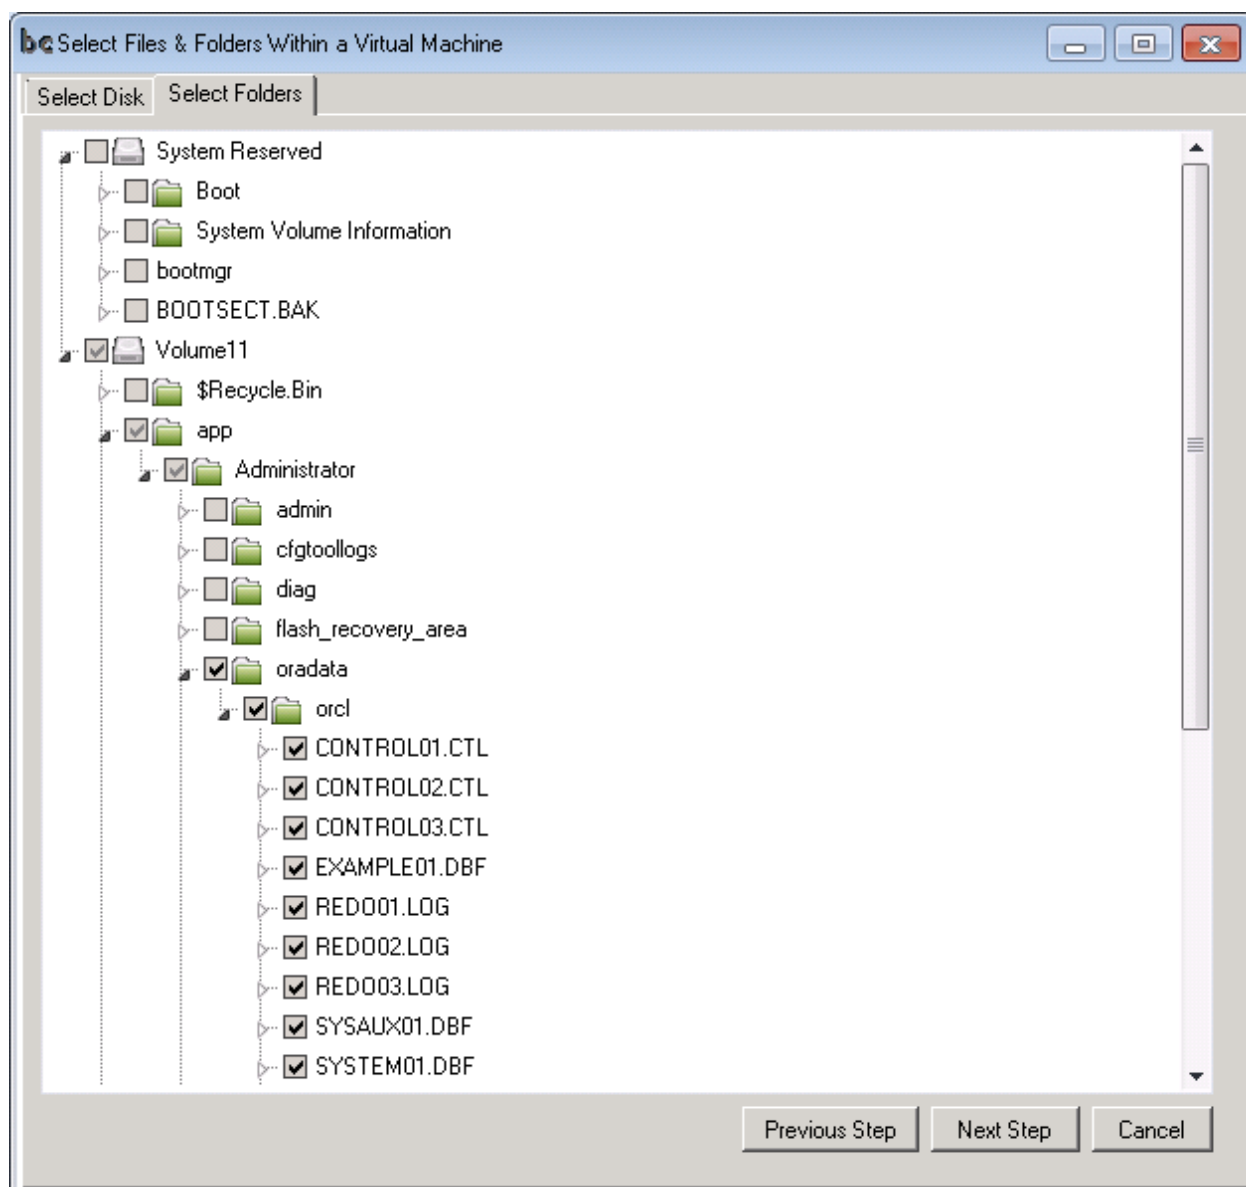 bc Select Files & Folders Within a Virtual Machine
Select Disk Select Folders
System Reserved
Boot
System Volume Information
bootmgr
BOOTSECT.BAK
Volume11
$Recycle.Bin
app
Administrator
admin
cfgtoollogs
diag
flash_recovery_area
oradata
orcl
CONTROL01.CTL
CONTROL02.CTL
CONTROL03.CTL
EXAMPLE01.DBF
REDO01.LOG
REDO02.LOG
REDO03.LOG
SYSAUX01.DBF
SYSTEM01.DBF
Previous Step Next Step Cancel